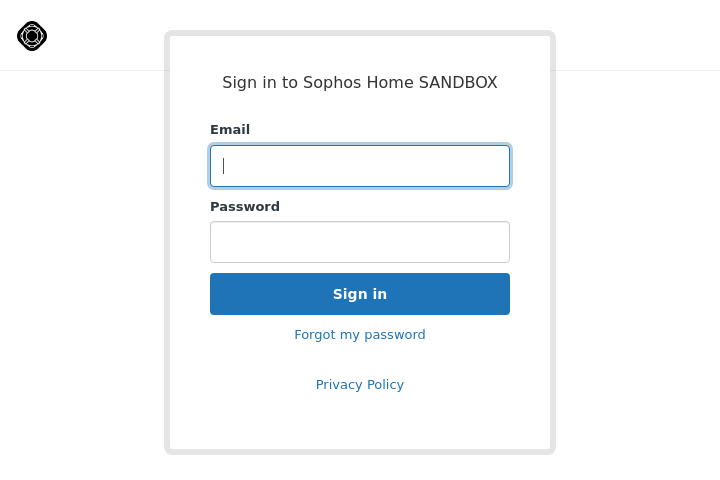 Sign in to Sophos Home SANDBOX
Email
Password
Sign in
Forgot my password
Privacy Policy